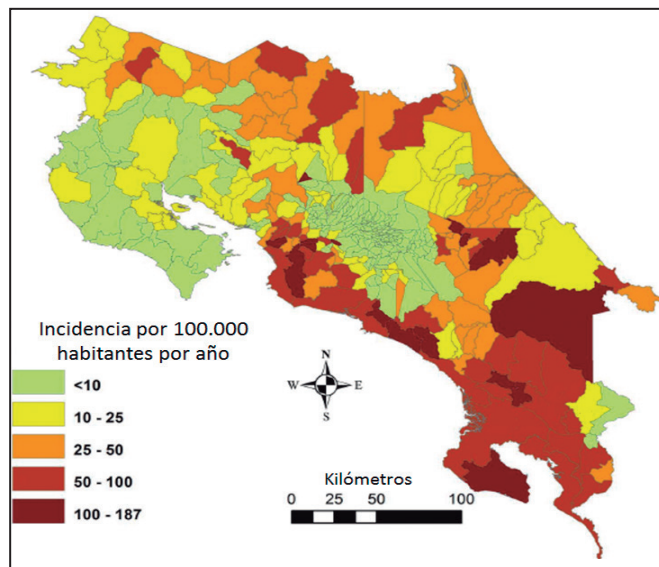 Incidencia por 100.000
habitantes por año
<10
10 - 25
25 - 50
50 - 100
100 - 187
N
W E
S
Kilómetros
0 25 50 100